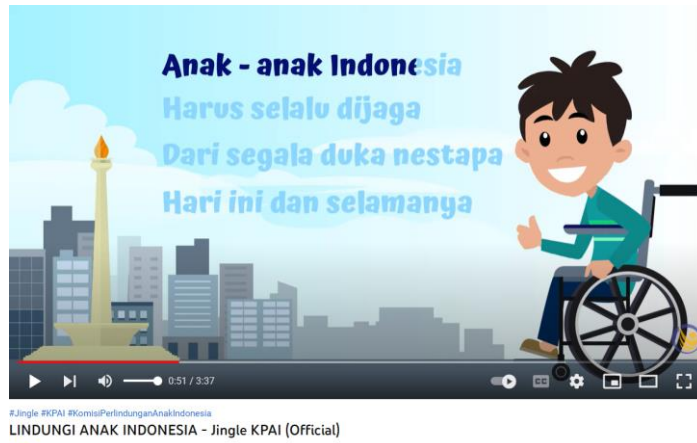 Anak - anak Indonesia
Harus selalu dijaga
Dari segala duka nestapa
Hari ini dan selamanya
0:51 / 3:37
CC
#Jingle #KPAI #KomisiPerlindunganAnakIndonesia
LINDUNGI ANAK INDONESIA - Jingle KPAI (Official)